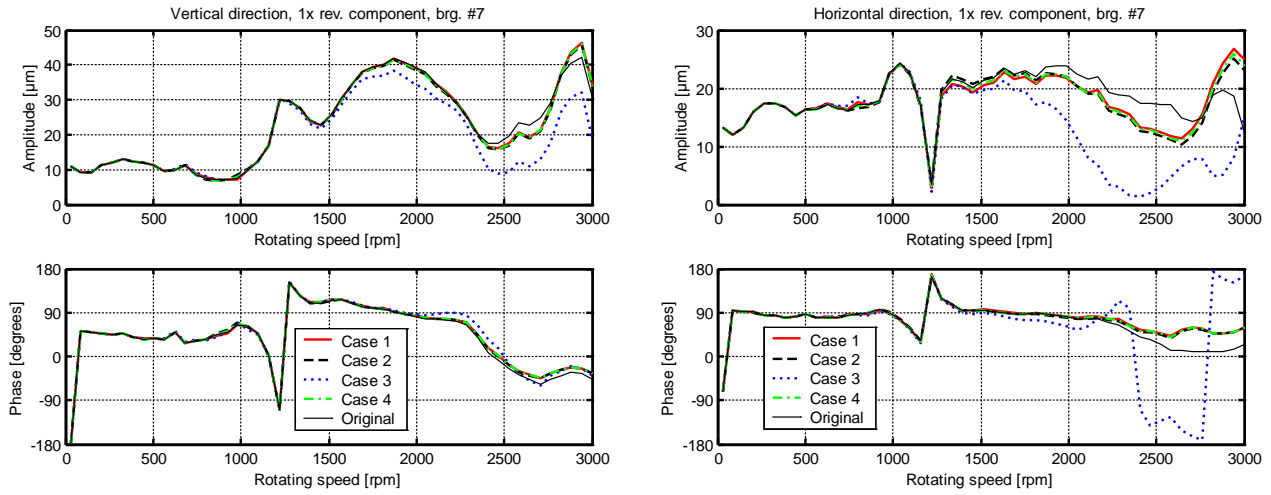 Vertical direction, 1x rev. component, brg. #7
50
40
30
20
10
0
Amplitude [µm]
0 500 1000 1500 2000 2500 3000
Rotating speed [rpm]
180
90
0
-90
-180
Phase [degrees]
Case 1
Case 2
Case 3
Case 4
Original
0 500 1000 1500 2000 2500 3000
Rotating speed [rpm]
Horizontal direction, 1x rev. component, brg. #7
30
20
10
0
Amplitude [µm]
0 500 1000 1500 2000 2500 3000
Rotating speed [rpm]
180
90
0
-90
-180
Phase [degrees]
Case 1
Case 2
Case 3
Case 4
Original
0 500 1000 1500 2000 2500 3000
Rotating speed [rpm]